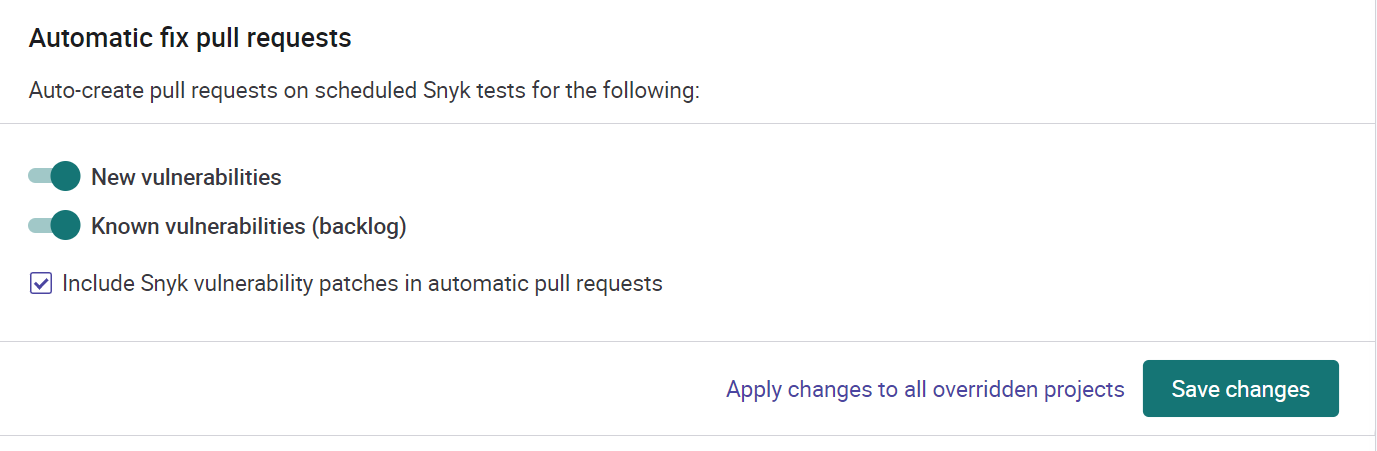 Automatic fix pull requests
Auto-create pull requests on scheduled Snyk tests for the following:
New vulnerabilities
Known vulnerabilities (backlog)
Include Snyk vulnerability patches in automatic pull requests
Apply changes to all overridden projects
Save changes